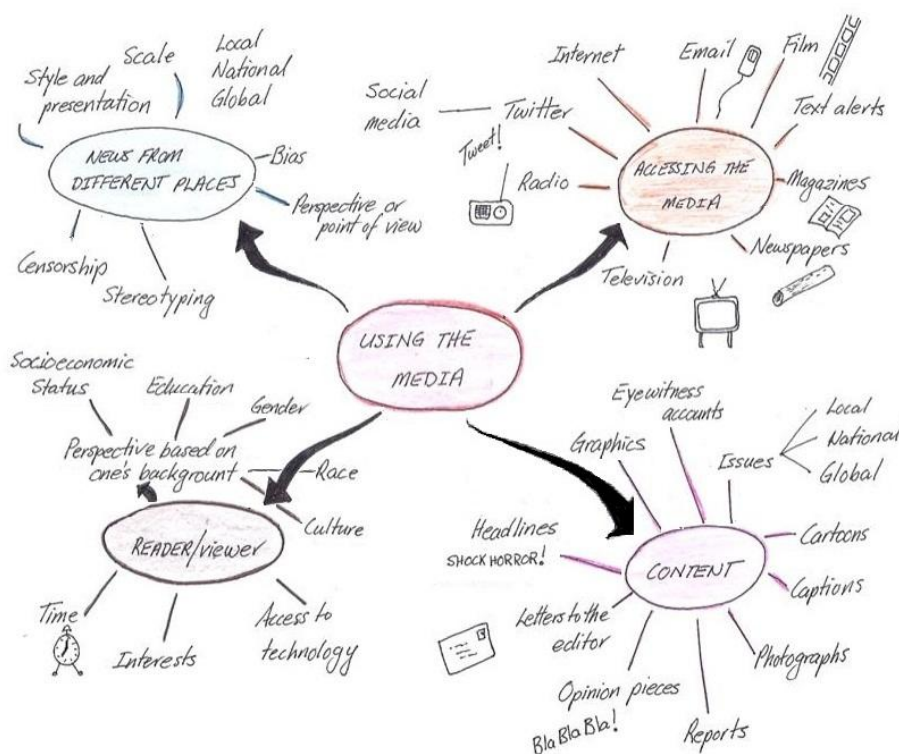 Style and
presentation
Scale
Local
National
Global
NEWS FROM
DIFFERENT PLACES
Bias
Perspective or
point of view
Censorship
Stereotyping
Internet
Email
Film
Social
media
Twitter
Tweet!
Text alerts
ACCESSING THE
MEDIA
Radio
Magazines
Newspapers
Television
USING THE
MEDIA
Socioeconomic
Status
Education
Gender
Perspective based on
one's background
Race
Culture
READER/viewer
Time
Interests
Access to
technology
Eyewitness
accounts
Graphics
Issues
Local
National
Global
Headlines
SHOCK HORROR!
Cartoons
CONTENT
Captions
Letters to the
editor
Photographs
Opinion pieces
Bla Bla Bla!
Reports